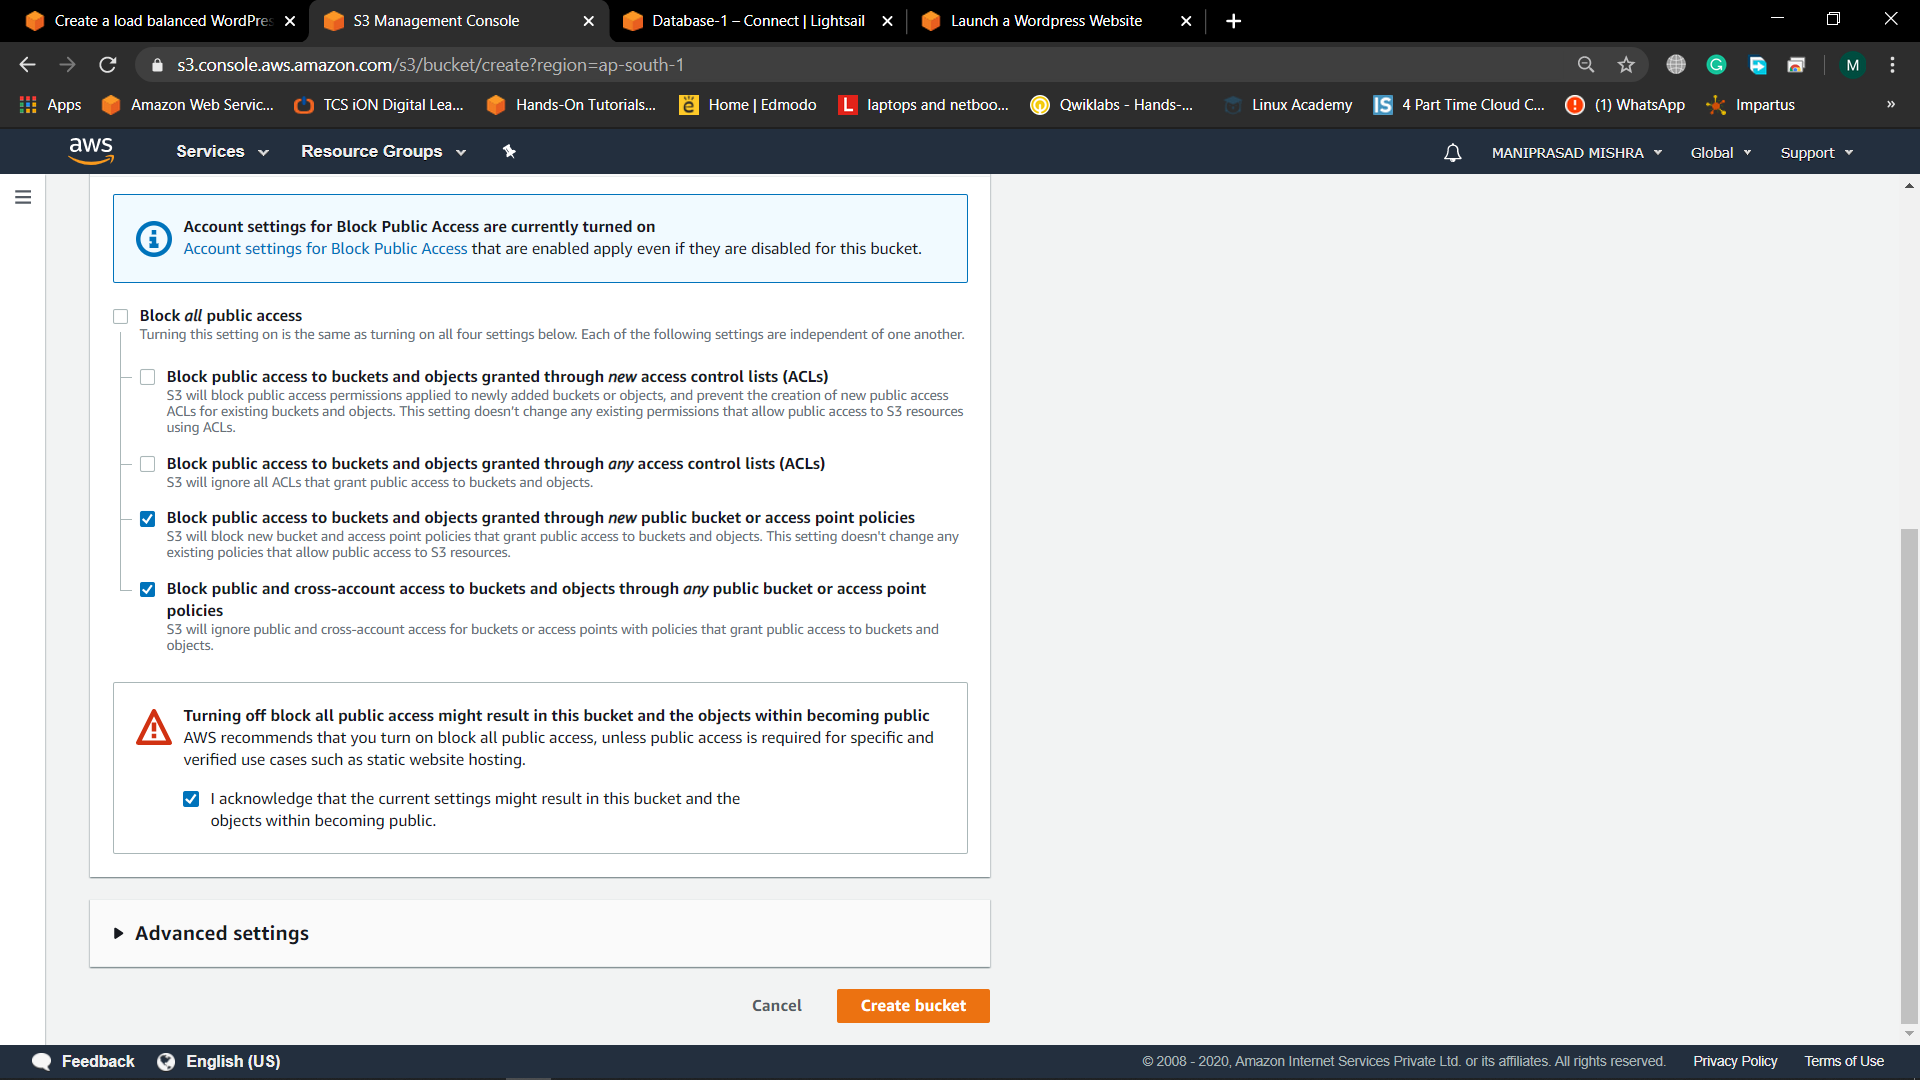 Create a load balanced WordPres
S3 Management Console
Database-1 – Connect | Lightsail
Launch a Wordpress Website
s3.console.aws.amazon.com/s3/bucket/create?region=ap-south-1
M
Apps
Amazon Web Servic...
TCS iON Digital Lea...
Hands-On Tutorials...
Home | Edmodo
L
laptops and netboo...
Qwiklabs - Hands-...
Linux Academy
IS
4 Part Time Cloud C...
(1) WhatsApp
Impartus
»
aws
Services
Resource Groups
MANIPRASAD MISHRA
Global
Support
Account settings for Block Public Access are currently turned on
Account settings for Block Public Access that are enabled apply even if they are disabled for this bucket.
Block all public access
Turning this setting on is the same as turning on all four settings below. Each of the following settings are independent of one another.
Block public access to buckets and objects granted through new access control lists (ACLs)
S3 will block public access permissions applied to newly added buckets or objects, and prevent the creation of new public access
ACLs for existing buckets and objects. This setting doesn't change any existing permissions that allow public access to S3 resources
using ACLs.
Block public access to buckets and objects granted through any access control lists (ACLs)
S3 will ignore all ACLs that grant public access to buckets and objects.
Block public access to buckets and objects granted through new public bucket or access point policies
S3 will block new bucket and access point policies that grant public access to buckets and objects. This setting doesn't change any
existing policies that allow public access to S3 resources.
Block public and cross-account access to buckets and objects through any public bucket or access point
policies
S3 will ignore public and cross-account access for buckets or access points with policies that grant public access to buckets and
objects.
Turning off block all public access might result in this bucket and the objects within becoming public
AWS recommends that you turn on block all public access, unless public access is required for specific and
verified use cases such as static website hosting.
I acknowledge that the current settings might result in this bucket and the
objects within becoming public.
Advanced settings
Cancel
Create bucket
Feedback
English (US)
© 2008 - 2020, Amazon Internet Services Private Ltd. or its affiliates. All rights reserved.
Privacy Policy
Terms of Use